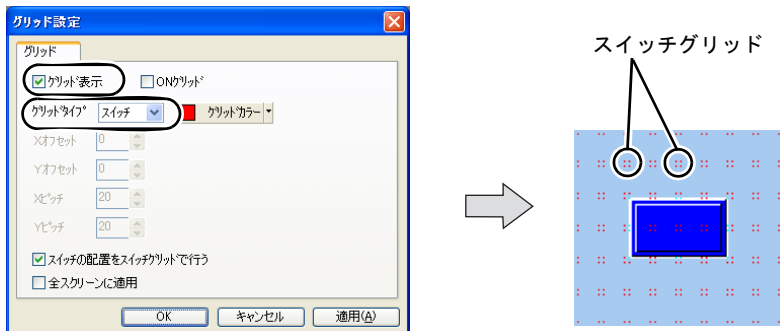 グリッド設定
グリッド
グリッド表示
ONグリッド
グリッドタイプ スイッチ グリッドカラー
Xオフセット 0
Yオフセット 0
Xピッチ 20
Yピッチ 20
スイッチの配置をスイッチグリッドで行う
全スクリーンに適用
OK キャンセル 適用(A)
スイッチグリッド